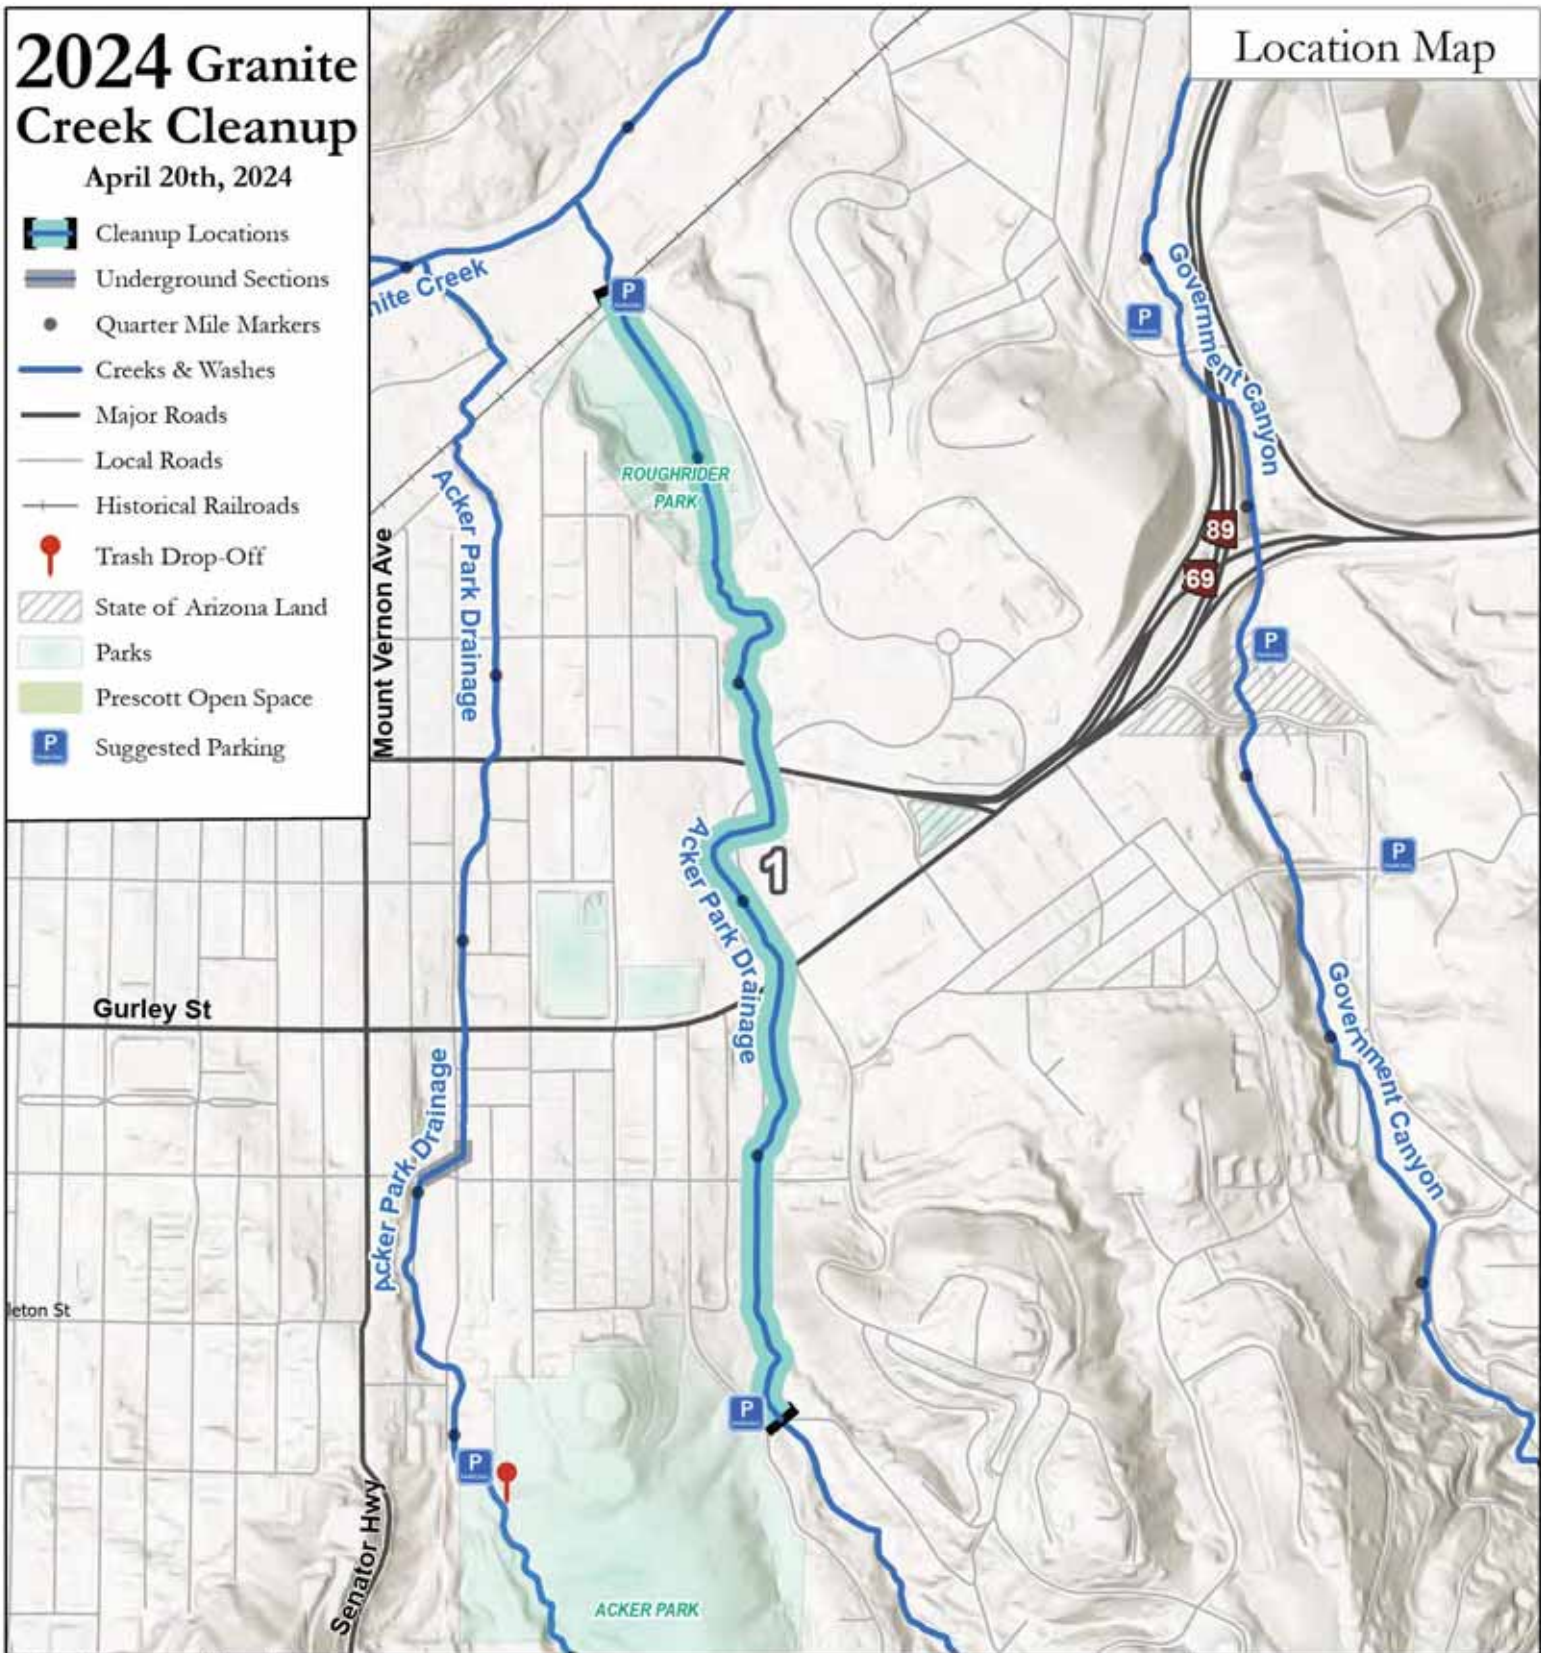 2024 Granite
Creek Cleanup
April 20th, 2024
Cleanup Locations
Underground Sections
Quarter Mile Markers
Creeks & Washes
Major Roads
Local Roads
Historical Railroads
Trash Drop-Off
State of Arizona Land
Parks
Prescott Open Space
P
Suggested Parking
Location Map
nite Creek
P
P
Government Canyon
ROUGHRIDER
PARK
Acker Park Drainage
Mount Vernon Ave
89
69
P
P
Acker Park Drainage
1
Gurley St
Government Canyon
Acker Park Drainage
leton St
P
P
Senator Hwy
ACKER PARK